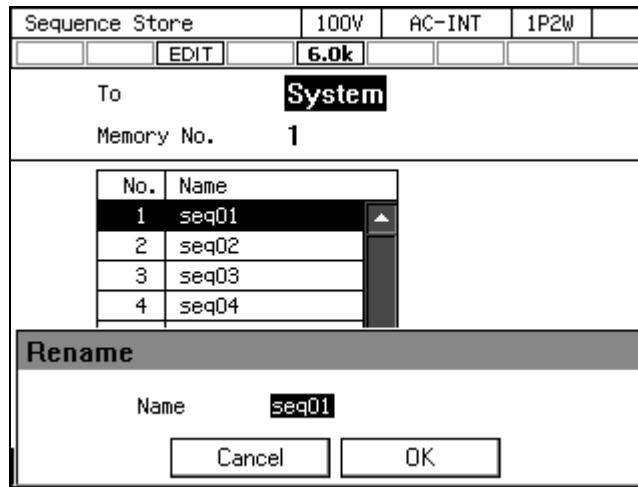 Sequence Store 100V AC-INT 1P2W
EDIT 6.0k
To System
Memory No. 1
No. Name
1 seq01
2 seq02
3 seq03
4 seq04
Rename
Name seq01
Cancel OK